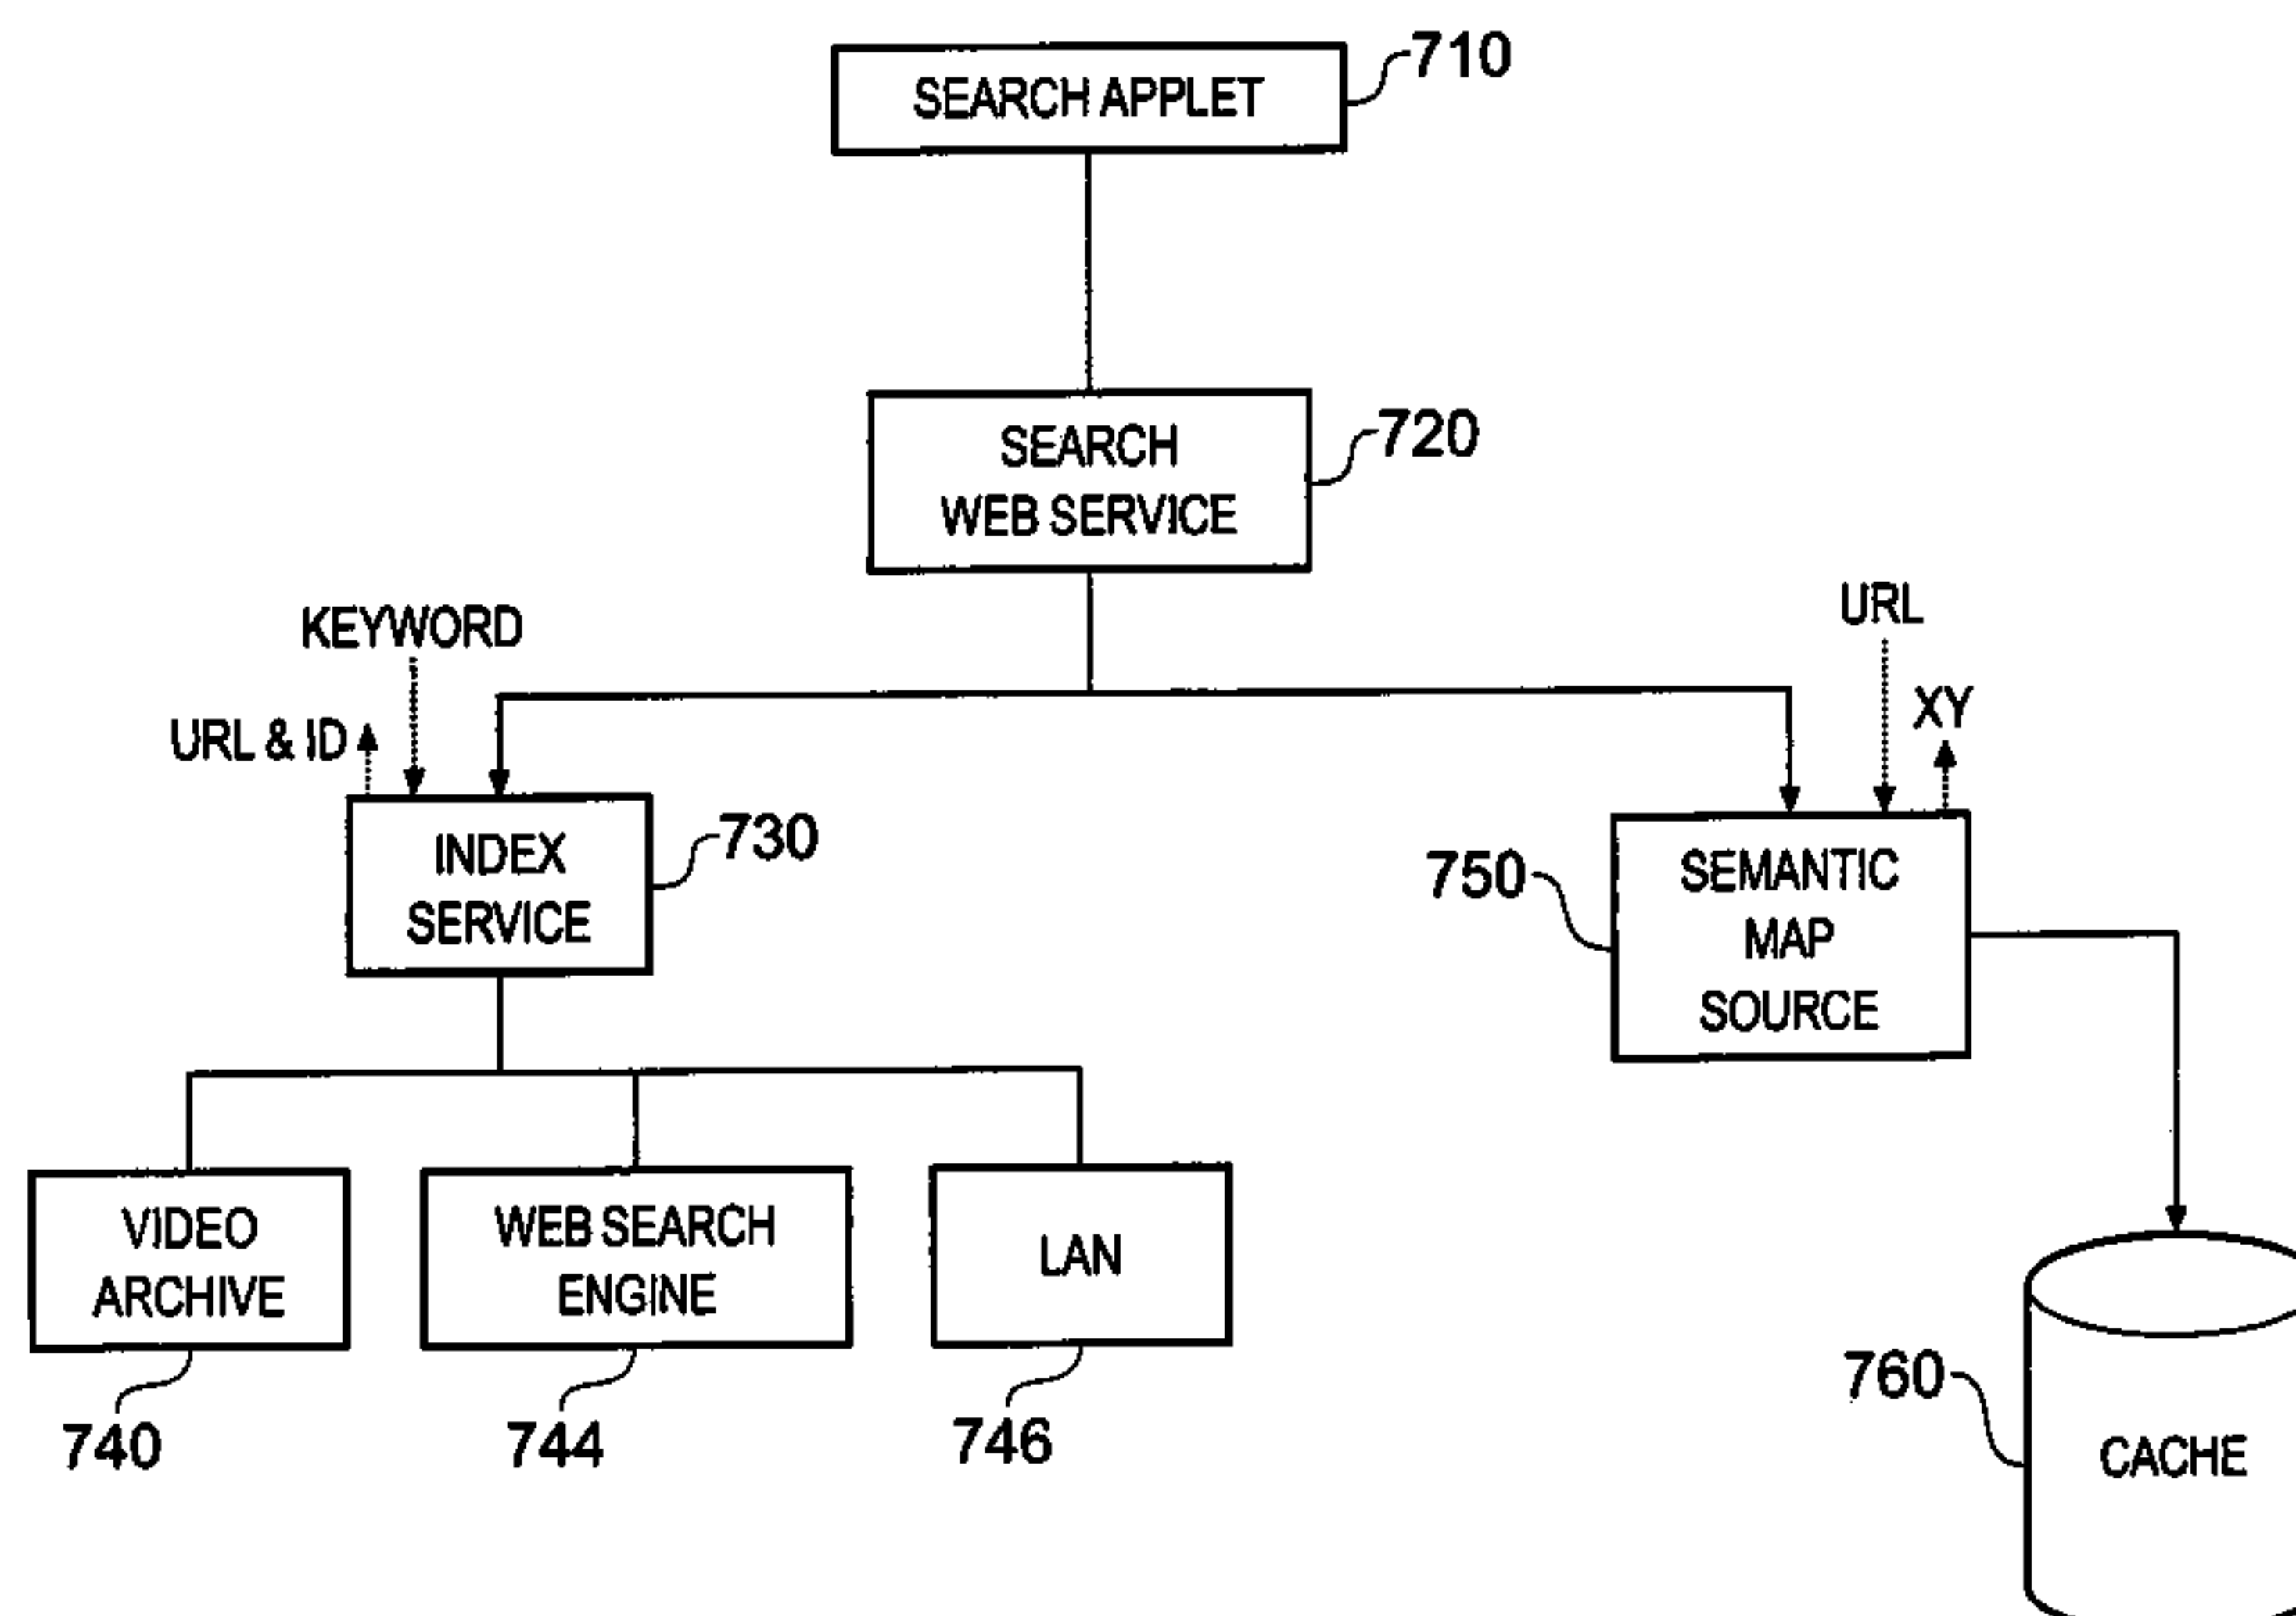 SEARCH APPLET
710
SEARCH
WEB SERVICE
720
KEYWORD
URL & ID
URL
XY
INDEX
SERVICE
730
750
SEMANTIC
MAP
SOURCE
VIDEO
ARCHIVE
WEB SEARCH
ENGINE
LAN
740
744
746
760
CACHE